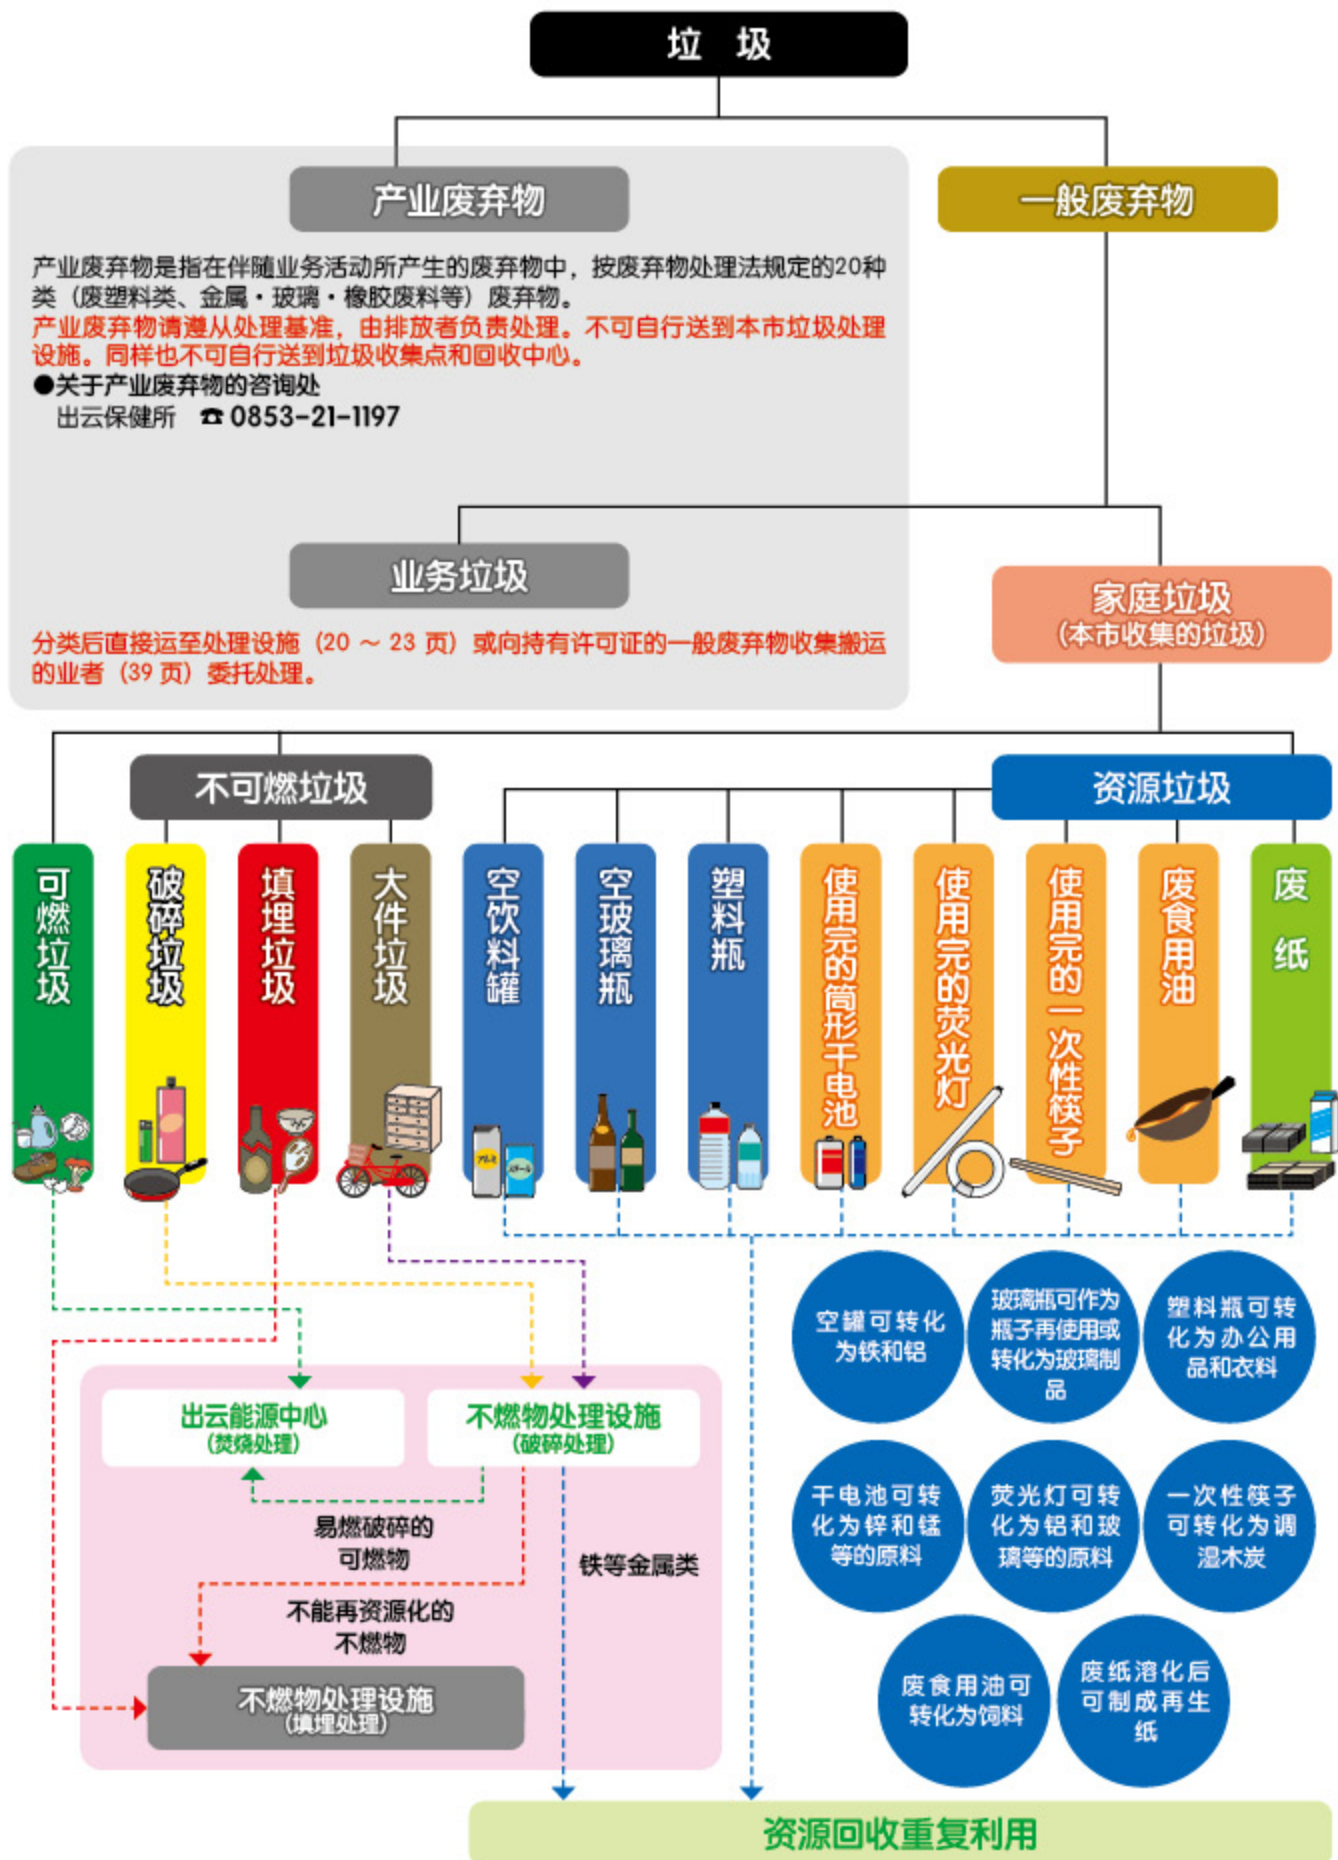 垃 圾
产业废弃物
一般废弃物
产业废弃物是指在伴随业务活动所产生的废弃物中，按废弃物处理法规定的20种
类（废塑料类、金属・玻璃・橡胶废料等）废弃物。
产业废弃物请遵从处理基准，由排放者负责处理。不可自行送到本市垃圾处理
设施。同样也不可自行送到垃圾收集点和回收中心。
●关于产业废弃物的咨询处
出云保健所 ☎ 0853-21-1197
业务垃圾
分类后直接运至处理设施（20 ～ 23 页）或向持有许可证的一般废弃物收集搬运
的业者（39 页）委托处理。
家庭垃圾
（本市收集的垃圾）
不可燃垃圾
资源垃圾
可燃垃圾
破碎垃圾
填埋垃圾
大件垃圾
空饮料罐
空玻璃瓶
塑料瓶
使用完的筒形干电池
使用完的荧光灯
使用完的一次性筷子
废食用油
废 纸
アルミ
スチール
出云能源中心
（焚烧处理）
不燃物处理设施
（破碎处理）
易燃破碎的
可燃物
铁等金属类
不能再资源化的
不燃物
不燃物处理设施
（填埋处理）
空罐可转化
为铁和铝
玻璃瓶可作为
瓶子再使用或
转化为玻璃制
品
塑料瓶可转
化为办公用
品和衣料
干电池可转
化为锌和锰
等的原料
荧光灯可转
化为铝和玻
璃等的原料
一次性筷子
可转化为调
湿木炭
废食用油可
转化为饲料
废纸溶化后
可制成再生
纸
资源回收重复利用